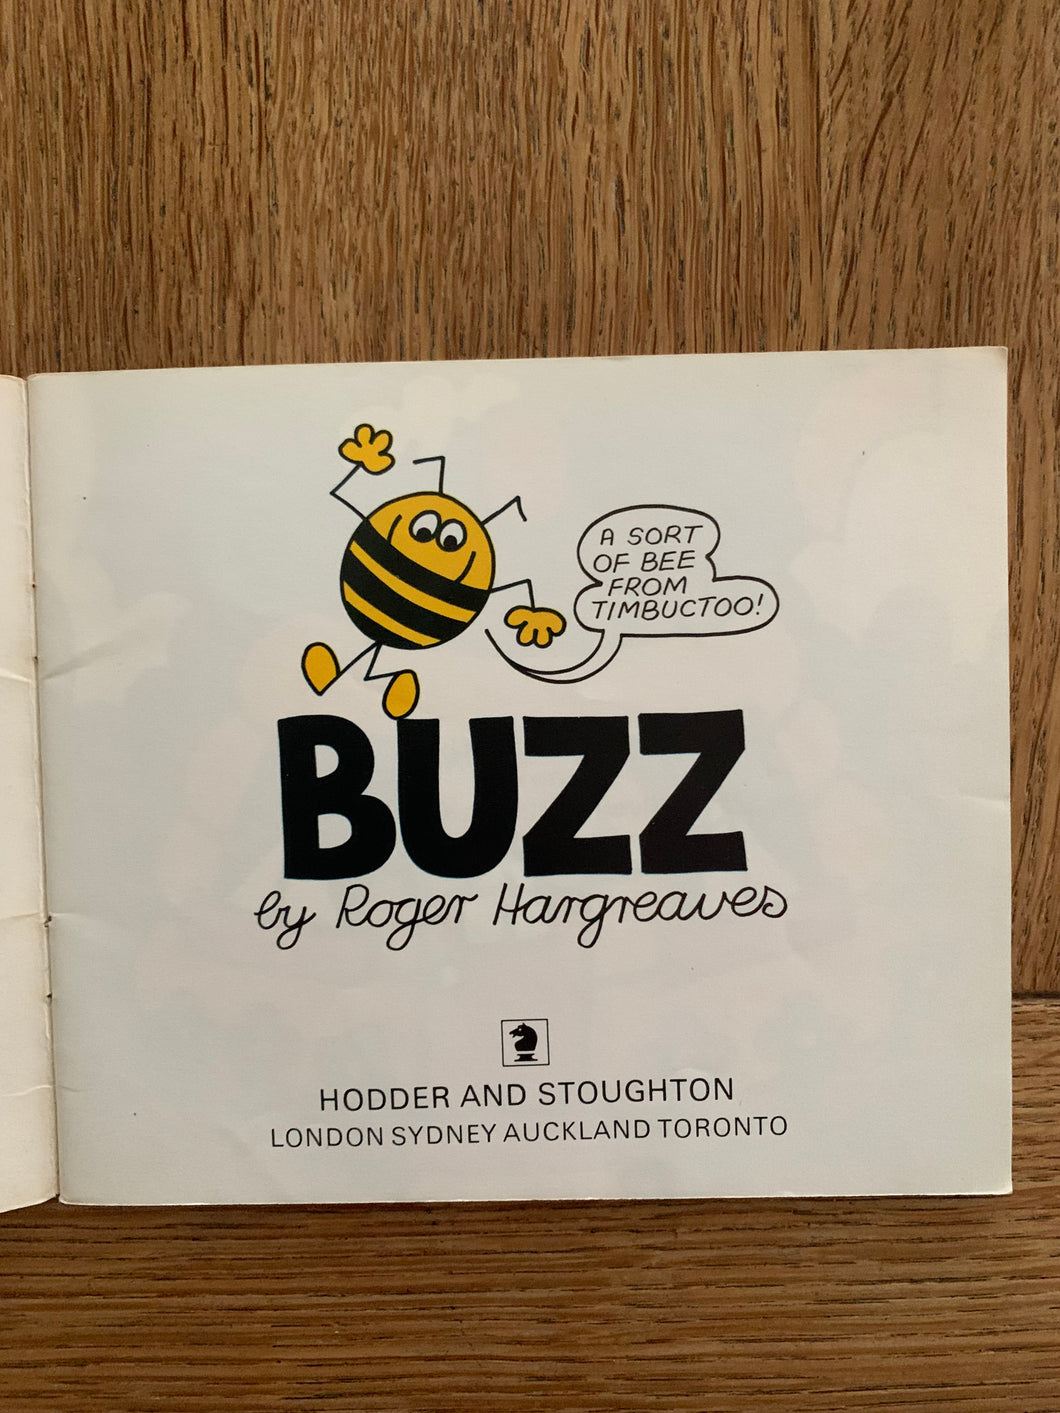 A SORT
OF BEE
FROM
TIMBUCTOO!
BUZZ
by Roger Hargreaves
HODDER AND STOUGHTON
LONDON SYDNEY AUCKLAND TORONTO